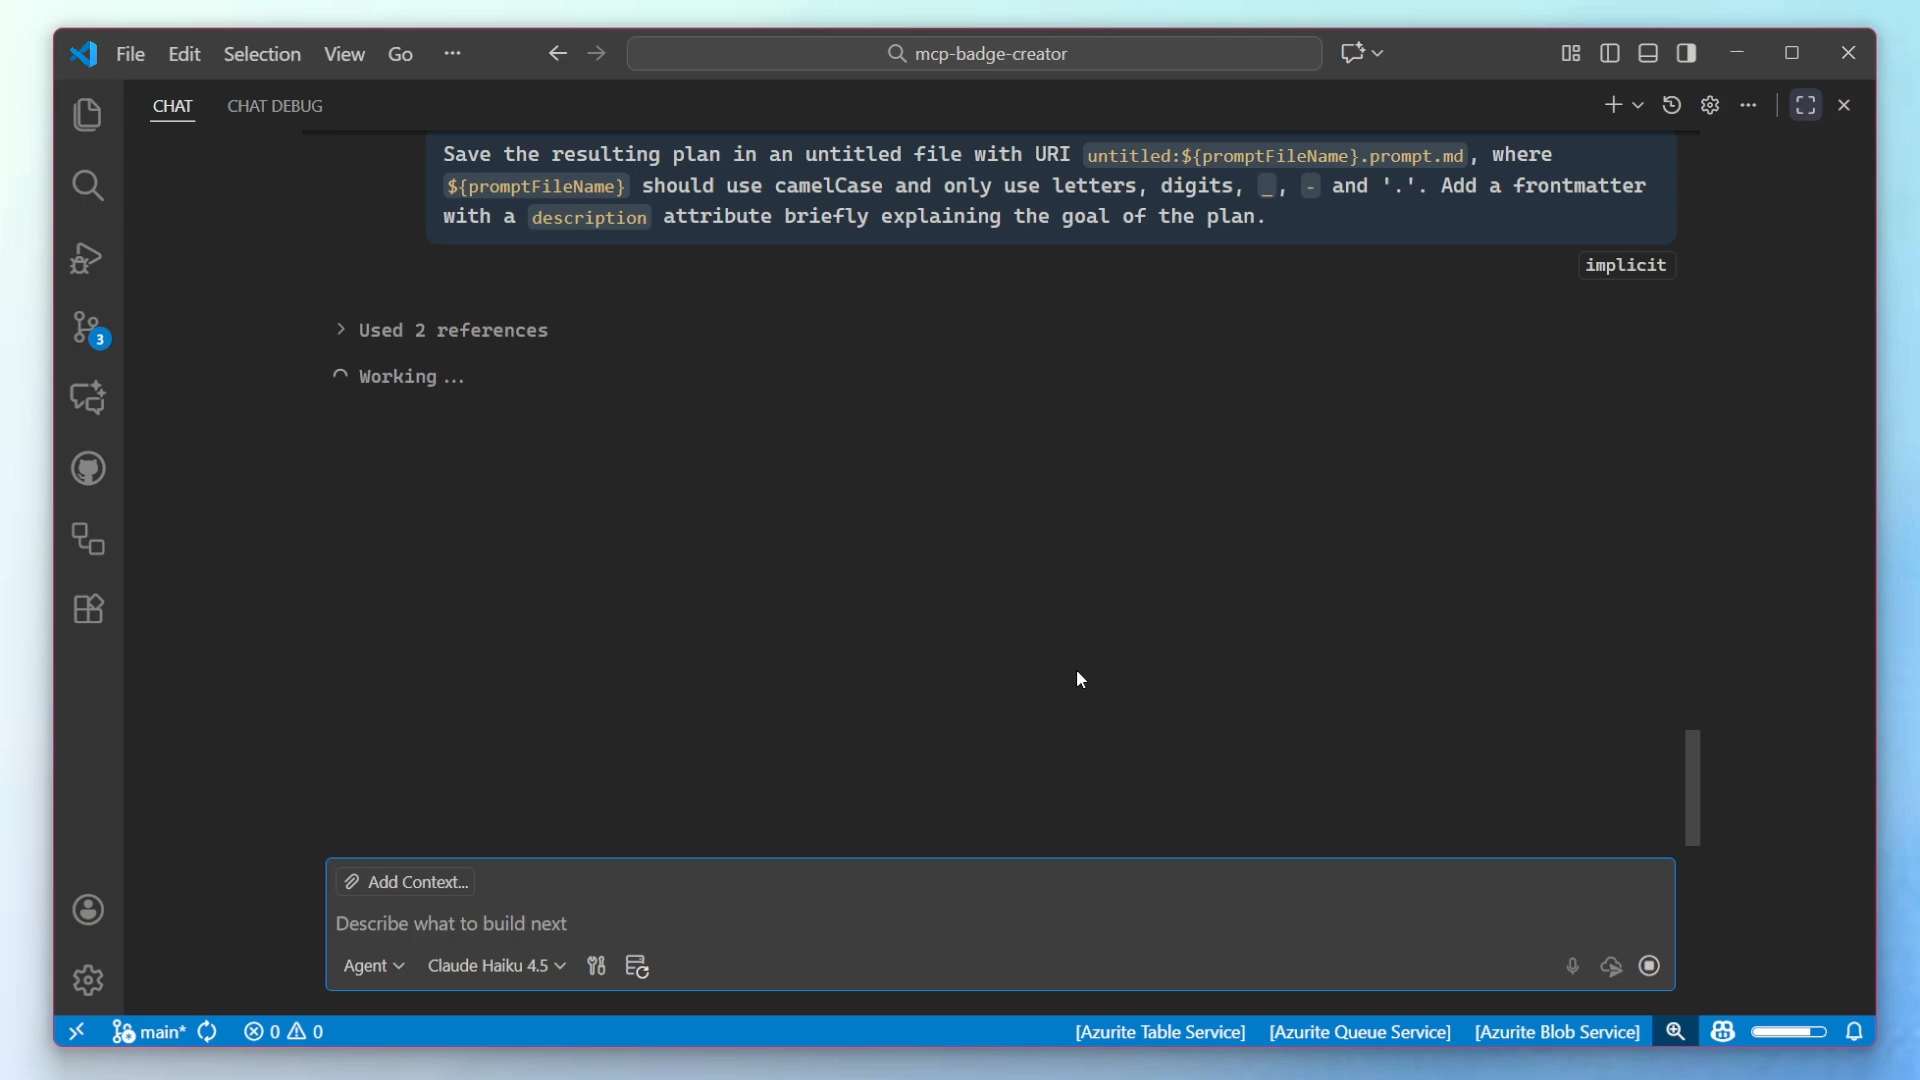 File Edit Selection View Go ···
mcp-badge-creator
CHAT CHAT DEBUG
Save the resulting plan in an untitled file with URI untitled:${promptFileName}.prompt.md, where
${promptFileName} should use camelCase and only use letters, digits, _, - and '.'. Add a frontmatter
with a description attribute briefly explaining the goal of the plan.
implicit
Used 2 references
Working ...
3
Add Context...
Describe what to build next
Agent Claude Haiku 4.5
main* 0 0 [Azurite Table Service] [Azurite Queue Service] [Azurite Blob Service]